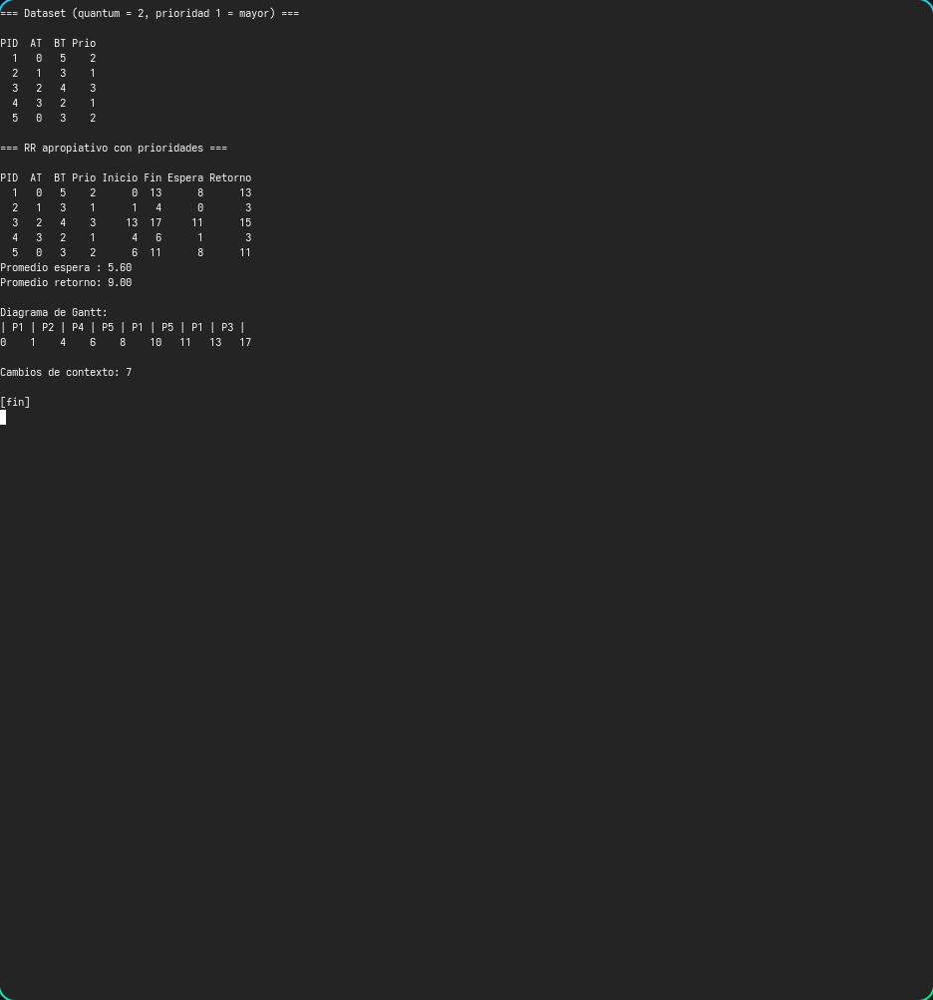 === Dataset (quantum = 2, prioridad 1 = mayor) ===
PID  AT  BT Prio
  1   0   5    2
  2   1   3    1
  3   2   4    3
  4   3   2    1
  5   0   3    2
=== RR apropiativo con prioridades ===
PID  AT  BT Prio Inicio Fin Espera Retorno
  1   0   5    2      0  13      8      13
  2   1   3    1      1   4      0       3
  3   2   4    3     13  17     11      15
  4   3   2    1      4   6      1       3
  5   0   3    2      6  11      8      11
Promedio espera : 5.60
Promedio retorno: 9.00
Diagrama de Gantt:
| P1 | P2 | P4 | P5 | P1 | P5 | P1 | P3 |
0    1    4    6    8    10   11   13   17
Cambios de contexto: 7
[fin]